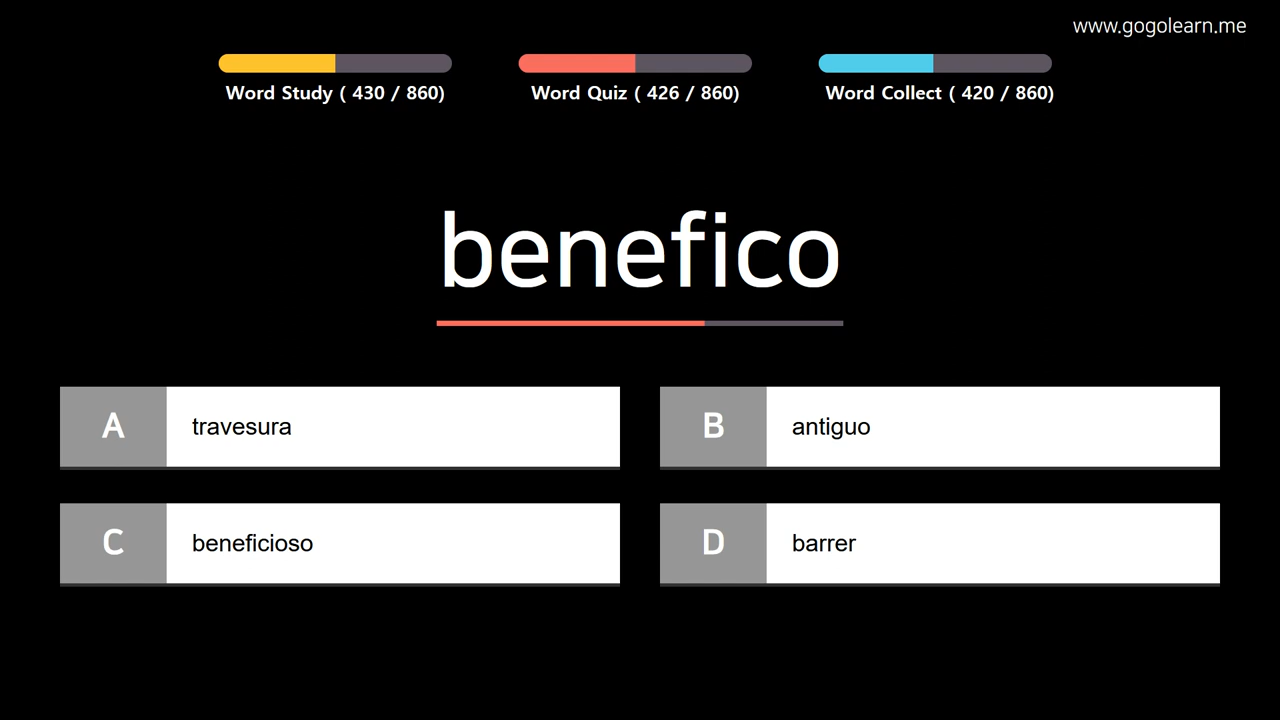 www.gogolearn.me
Word Study ( 430 / 860)
Word Quiz ( 426 / 860)
Word Collect ( 420 / 860)
benefico
A travesura
B antiguo
C beneficioso
D barrer